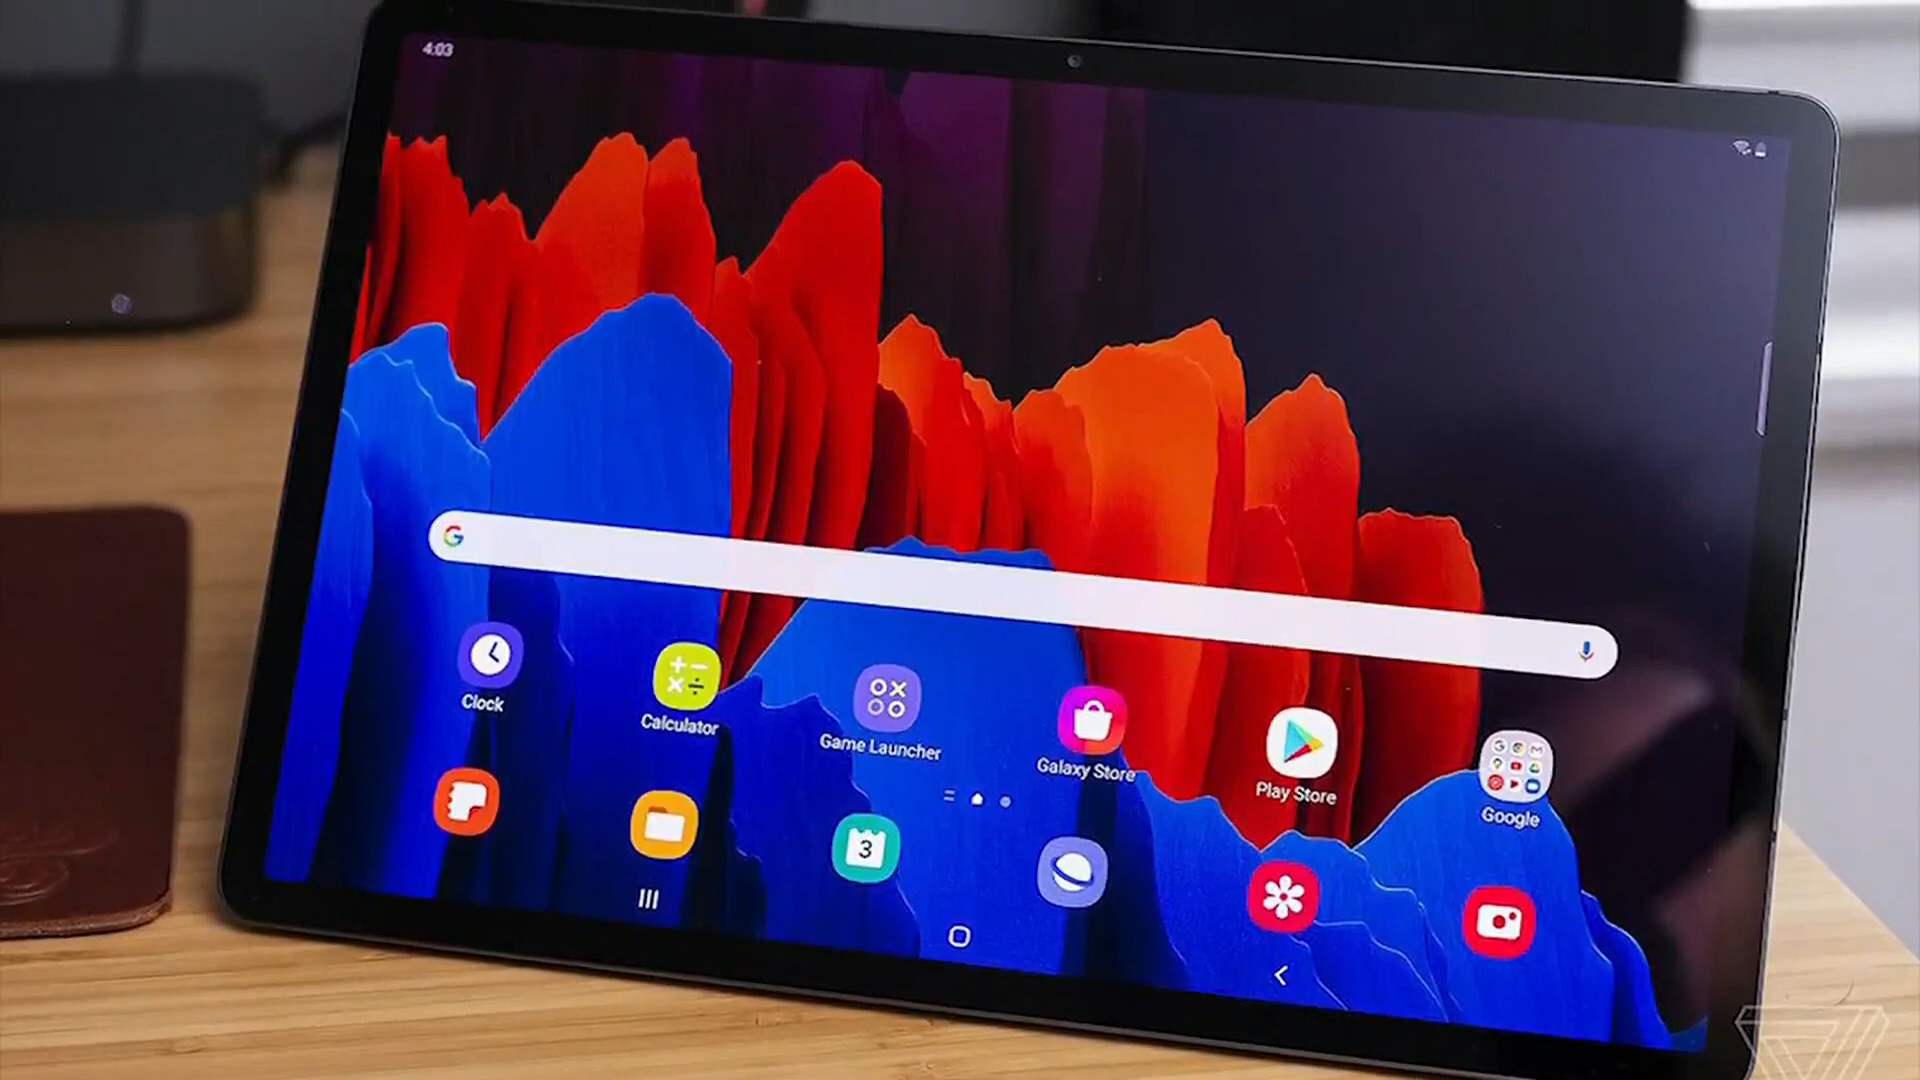 4:03
G
Clock
Calculator
Game Launcher
Galaxy Store
Play Store
Google
3